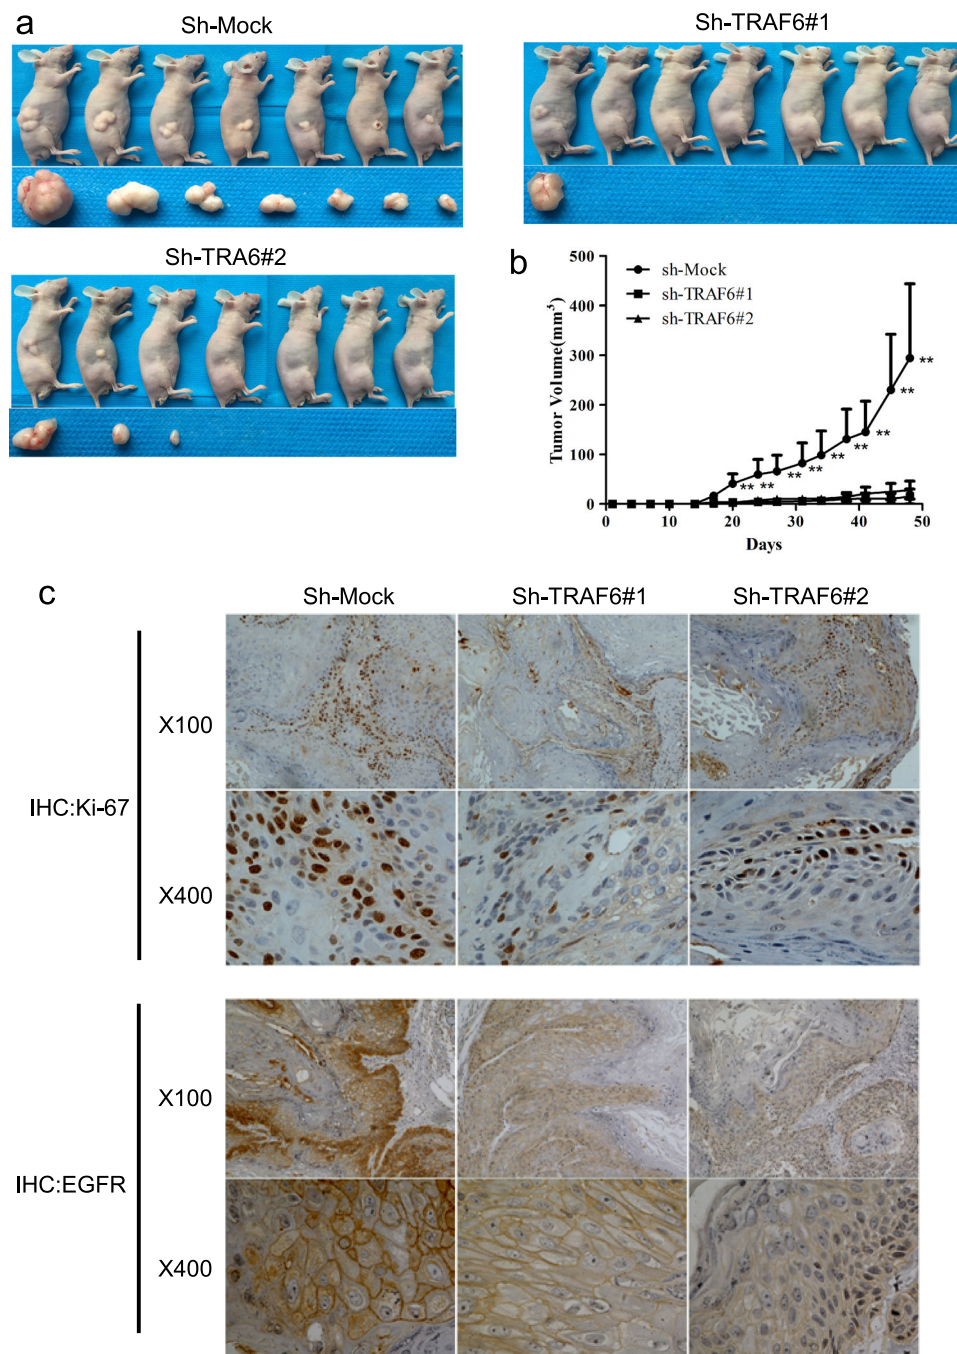 a
Sh-Mock
Sh-TRAF6#1
Sh-TRA6#2
b
500
400
300
200
100
0
Tumor Volume(mm³)
sh-Mock
sh-TRAF6#1
sh-TRAF6#2
**
**
**
**
**
**
**
**
**
0 10 20 30 40 50
Days
c
Sh-Mock Sh-TRAF6#1 Sh-TRAF6#2
X100
IHC:Ki-67
X400
X100
IHC:EGFR
X400